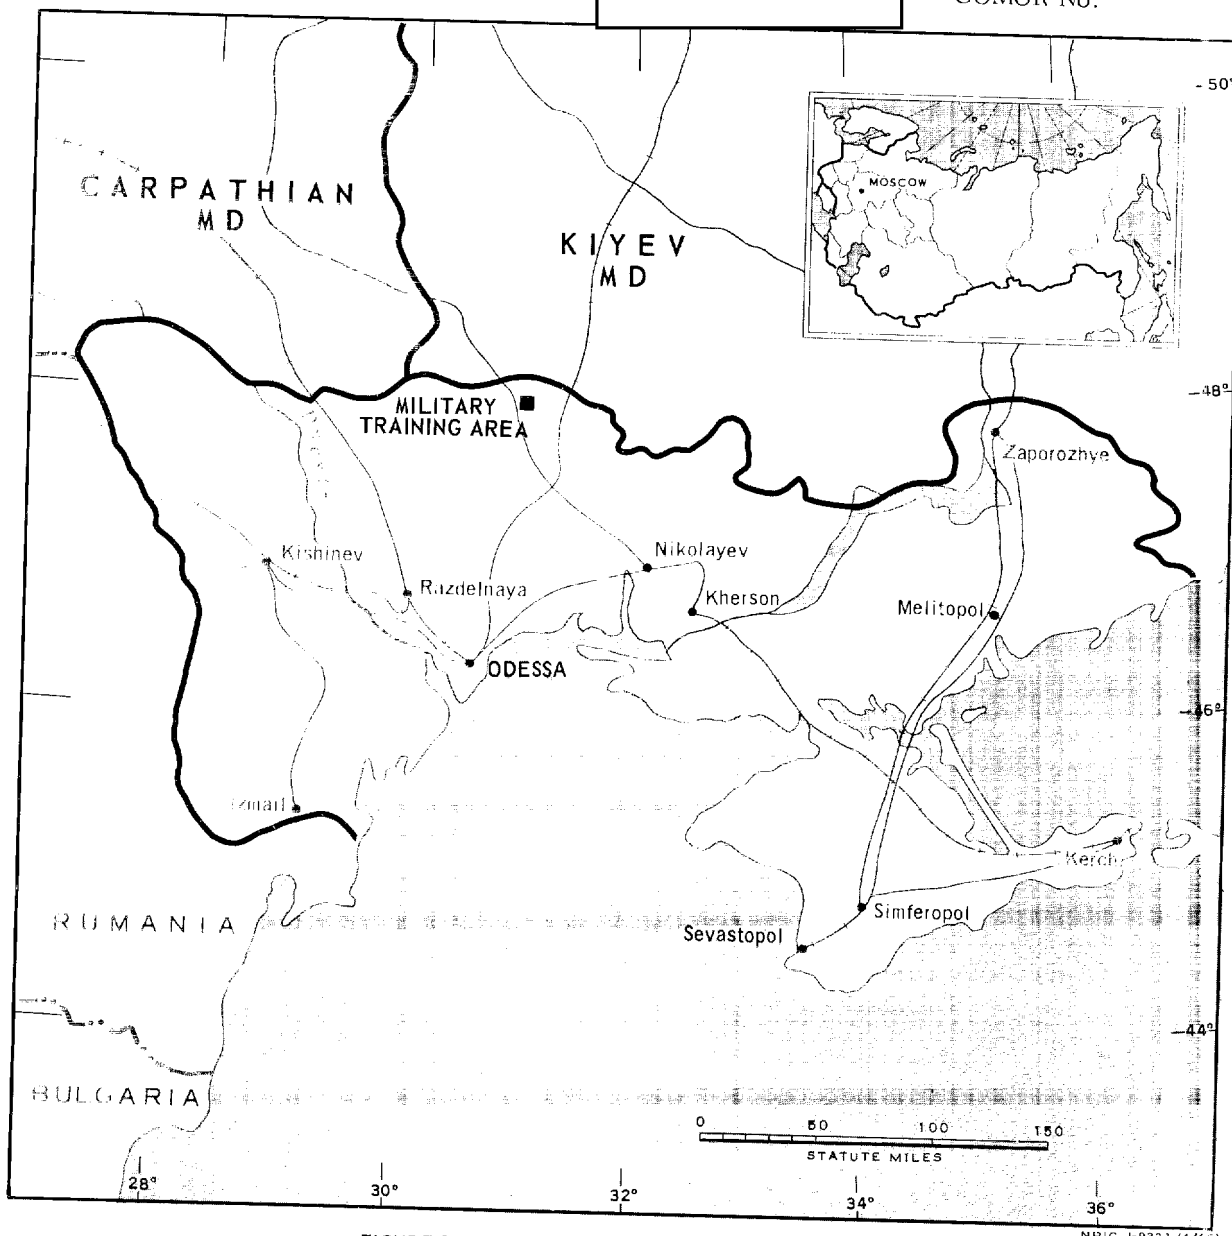 COMOR NO.
50°
CARPATHIAN
MD
KIYEV
MD
MOSCOW
48°
MILITARY
TRAINING AREA
Zaporozhye
Kishinev
Nikolayev
Razdelnaya
Kherson
Melitopol
ODESSA
46°
Izmail
Kerch
RUMANIA
Simferopol
Sevastopol
44°
BULGARIA
0 50 100 150
STATUTE MILES
28° 30° 32° 34° 36°